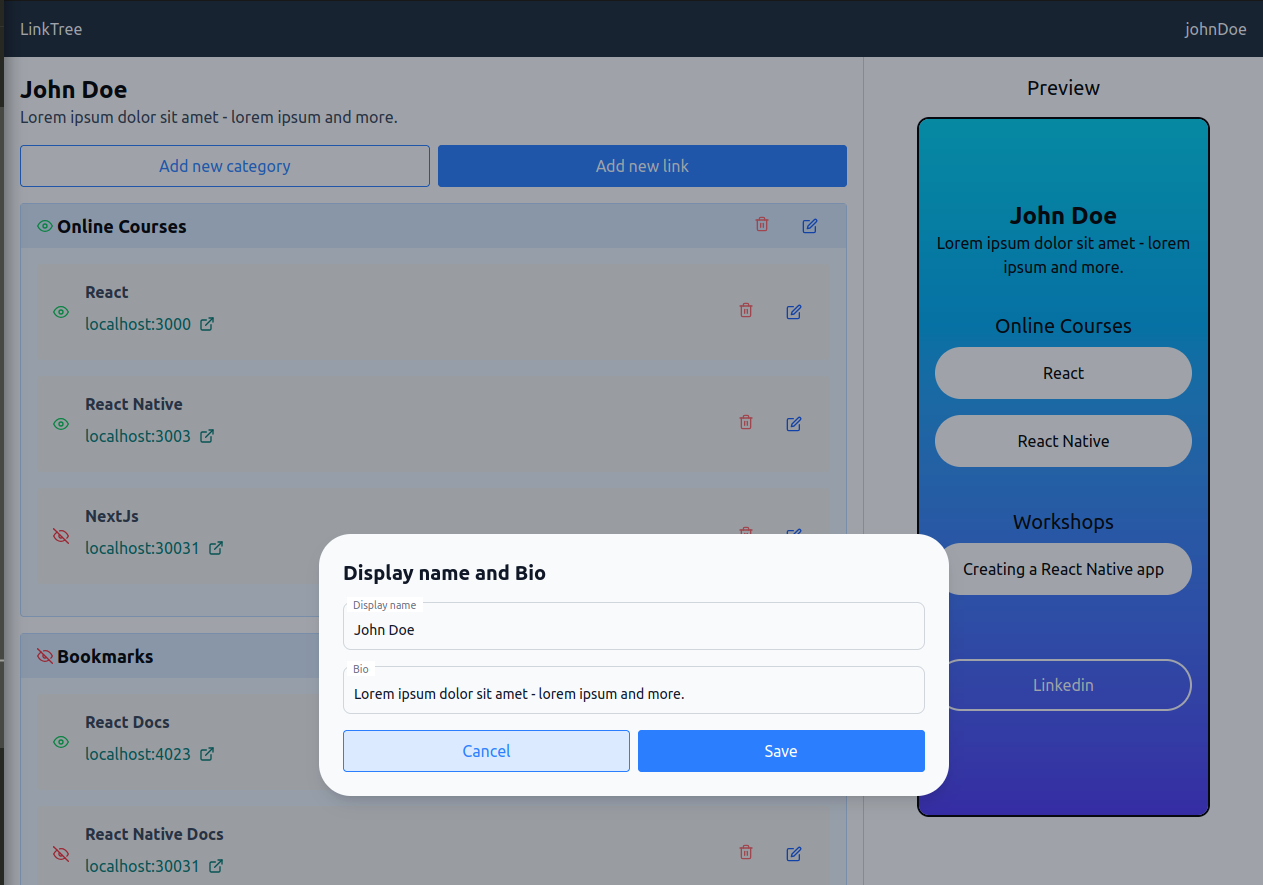 LinkTree
johnDoe
John Doe
Lorem ipsum dolor sit amet - lorem ipsum and more.
Add new category
Add new link
Online Courses
React
localhost:3000
React Native
localhost:3003
NextJs
localhost:30031
Bookmarks
React Docs
localhost:4023
React Native Docs
localhost:30031
Display name and Bio
Display name
John Doe
Bio
Lorem ipsum dolor sit amet - lorem ipsum and more.
Cancel
Save
Preview
John Doe
Lorem ipsum dolor sit amet - lorem
ipsum and more.
Online Courses
React
React Native
Workshops
Creating a React Native app
Linkedin